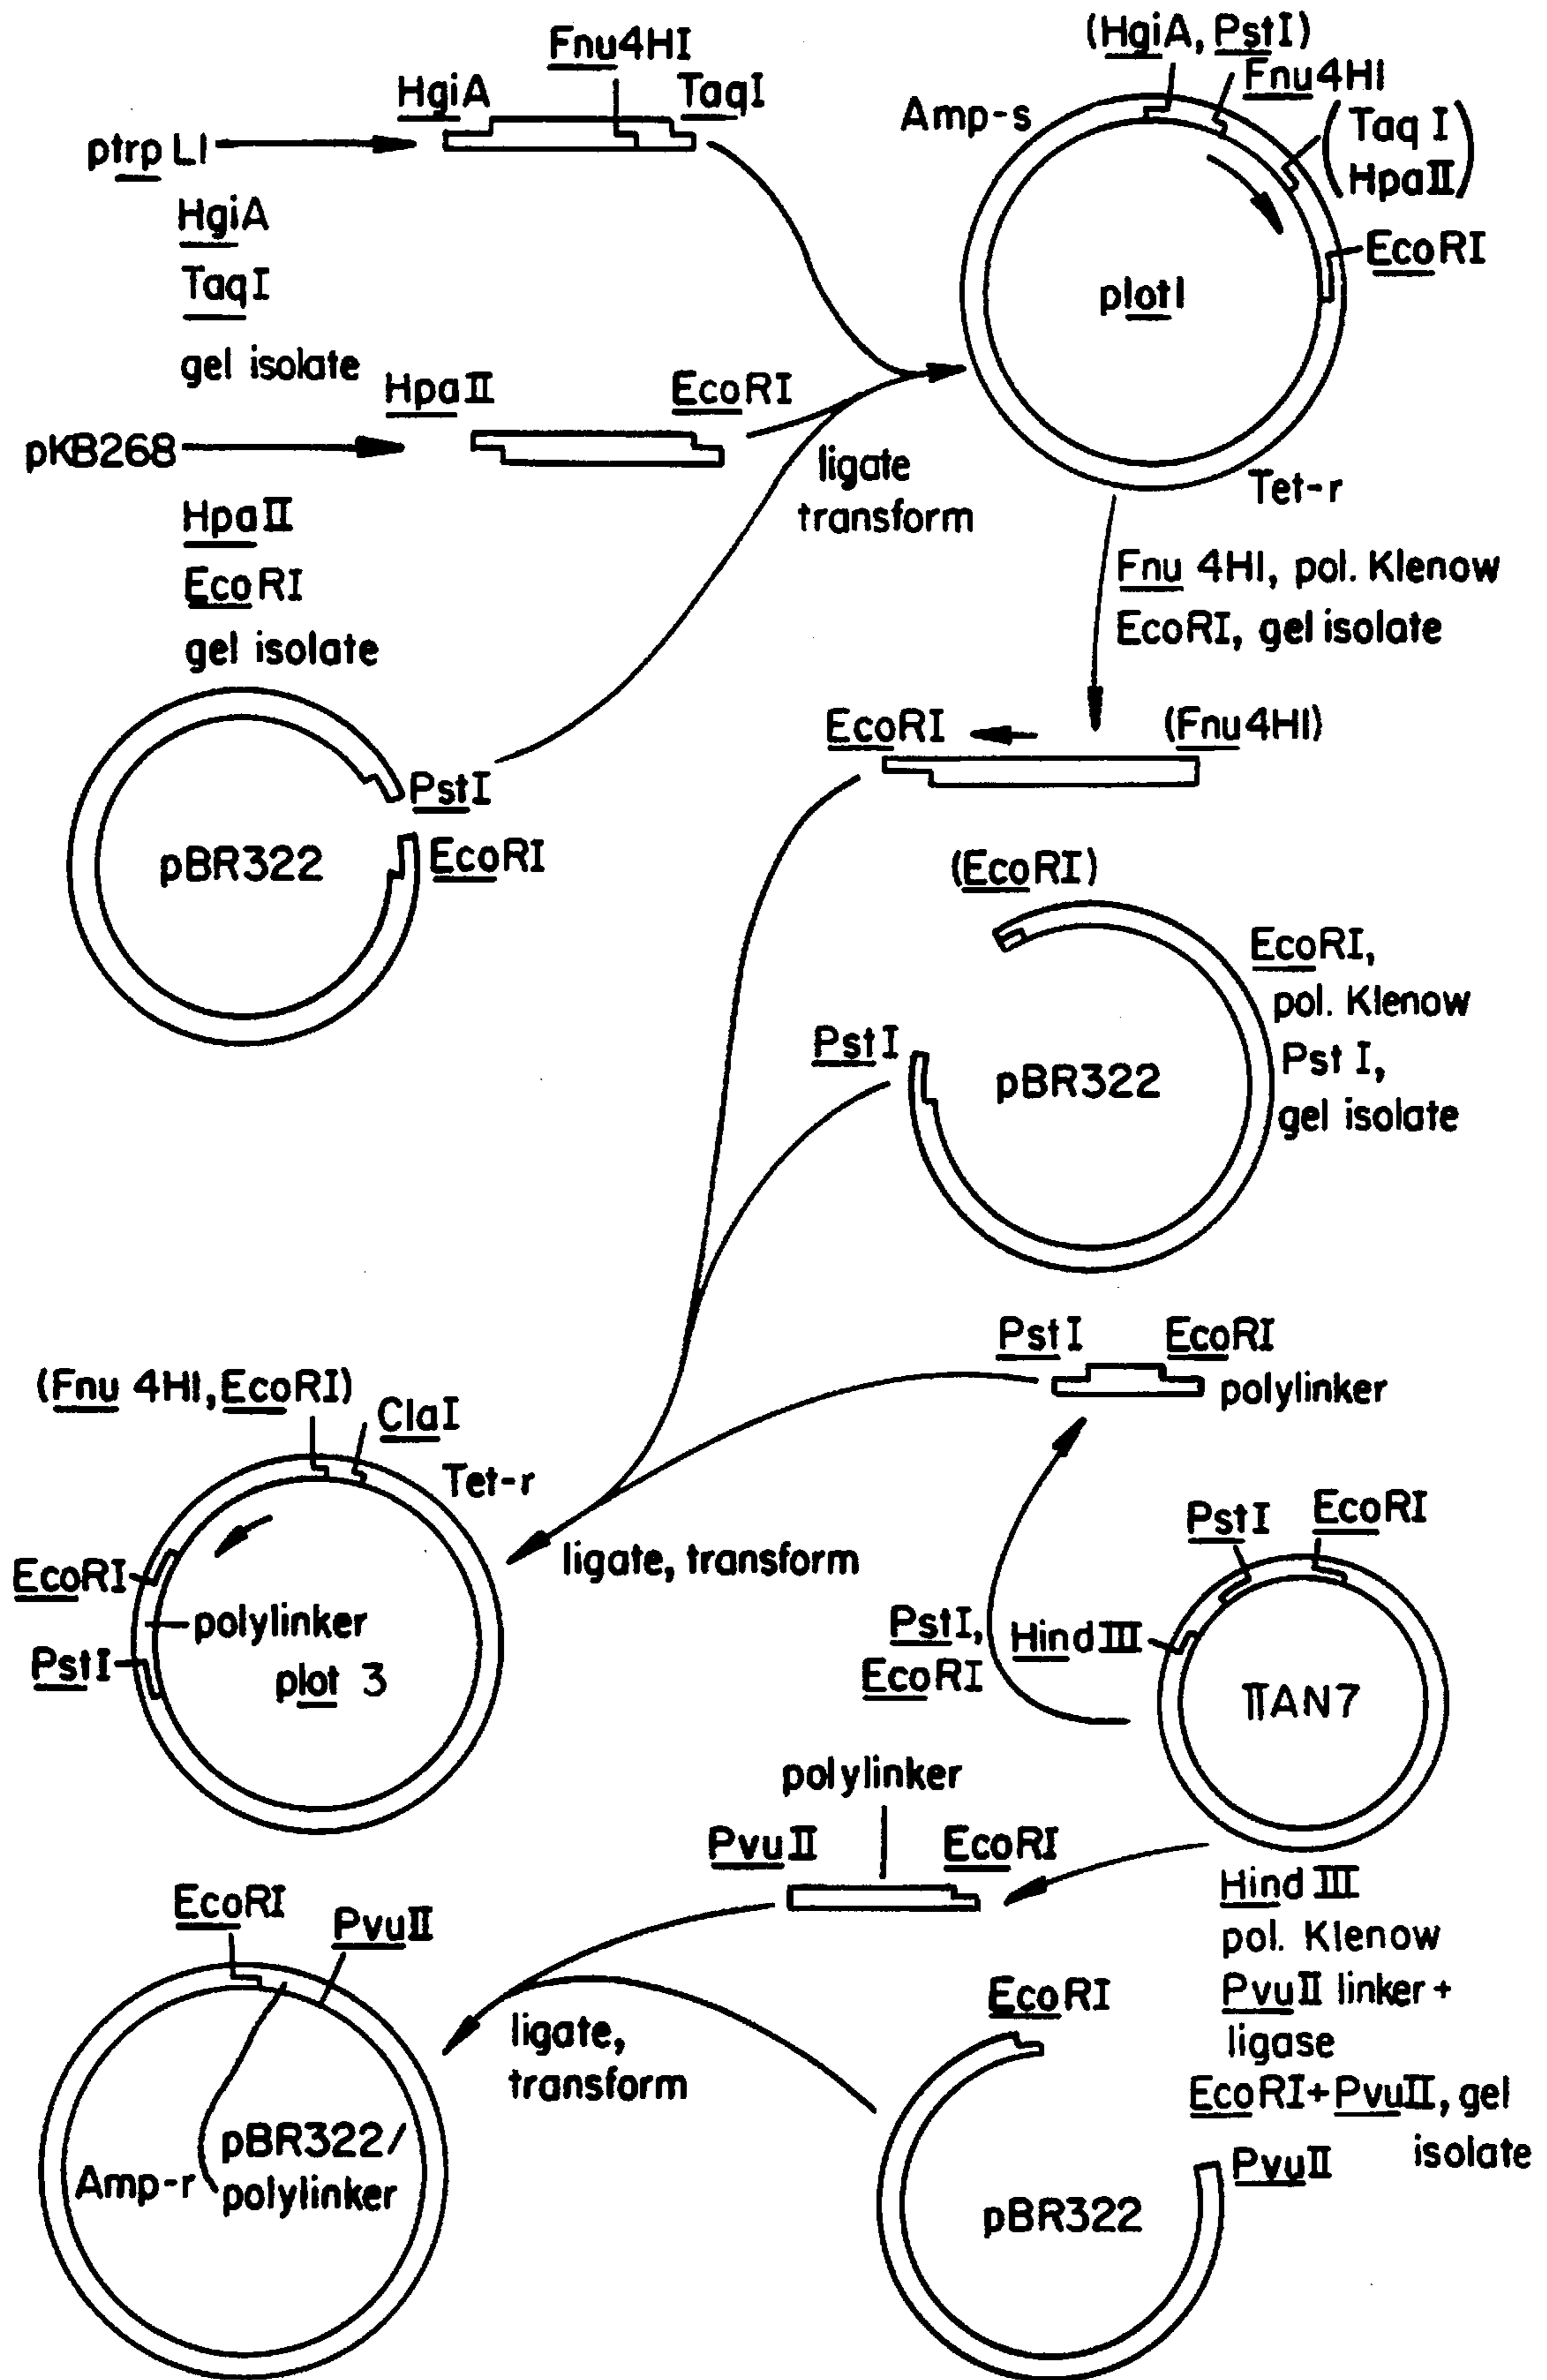 Fnu4HI
HgiA
TaqI
ptrp LI
HgiA
TaqI
gel isolate
HpaII
EcoRI
pKB268
HpaII
EcoRI
gel isolate
ligate
transform
PstI
EcoRI
pBR322
(HgiA, PstI)
Fnu4HI
Amp-s
(Taq I
HpaII)
EcoRI
plotI
Tet-r
Fnu 4HI, pol. Klenow
EcoRI, gel isolate
EcoRI
(Fnu4HI)
(EcoRI)
EcoRI,
pol. Klenow
Pst I,
gel isolate
PstI
pBR322
PstI
EcoRI
polylinker
(Fnu 4HI, EcoRI)
ClaI
Tet-r
EcoRI
polylinker
PstI
plot 3
ligate, transform
PstI
EcoRI
HindIII
PstI,
EcoRI
ΠAN7
polylinker
PvuII
EcoRI
HindIII
pol. Klenow
PvuII linker +
ligase
EcoRI+PvuII, gel
isolate
EcoRI
PvuII
ligate,
transform
pBR322/
polylinker
Amp-r
EcoRI
PvuII
pBR322